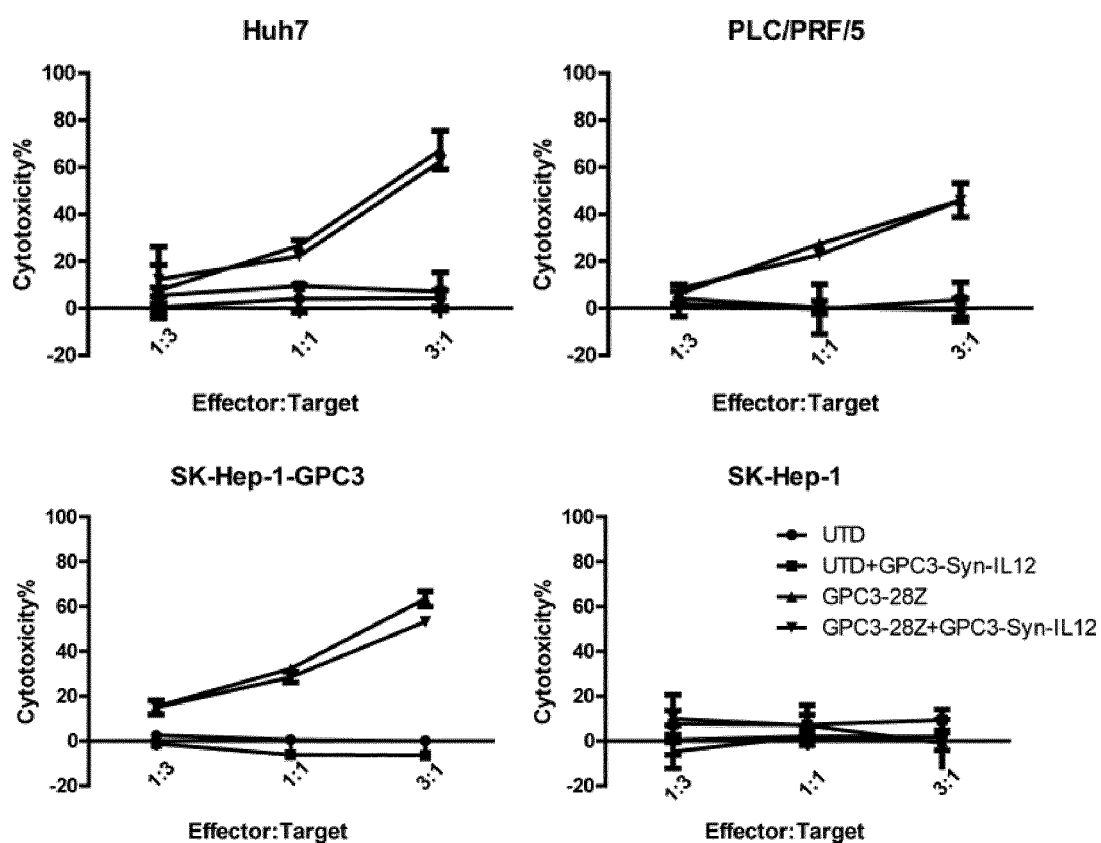 Huh7
Cytotoxicity%
100
80
60
40
20
0
-20
1:3
1:1
3:1
Effector:Target
PLC/PRF/5
Cytotoxicity%
100
80
60
40
20
0
-20
1:3
1:1
3:1
Effector:Target
SK-Hep-1-GPC3
Cytotoxicity%
100
80
60
40
20
0
-20
1:3
1:1
3:1
Effector:Target
SK-Hep-1
Cytotoxicity%
100
80
60
40
20
0
-20
1:3
1:1
3:1
Effector:Target
UTD
UTD+GPC3-Syn-IL12
GPC3-28Z
GPC3-28Z+GPC3-Syn-IL12